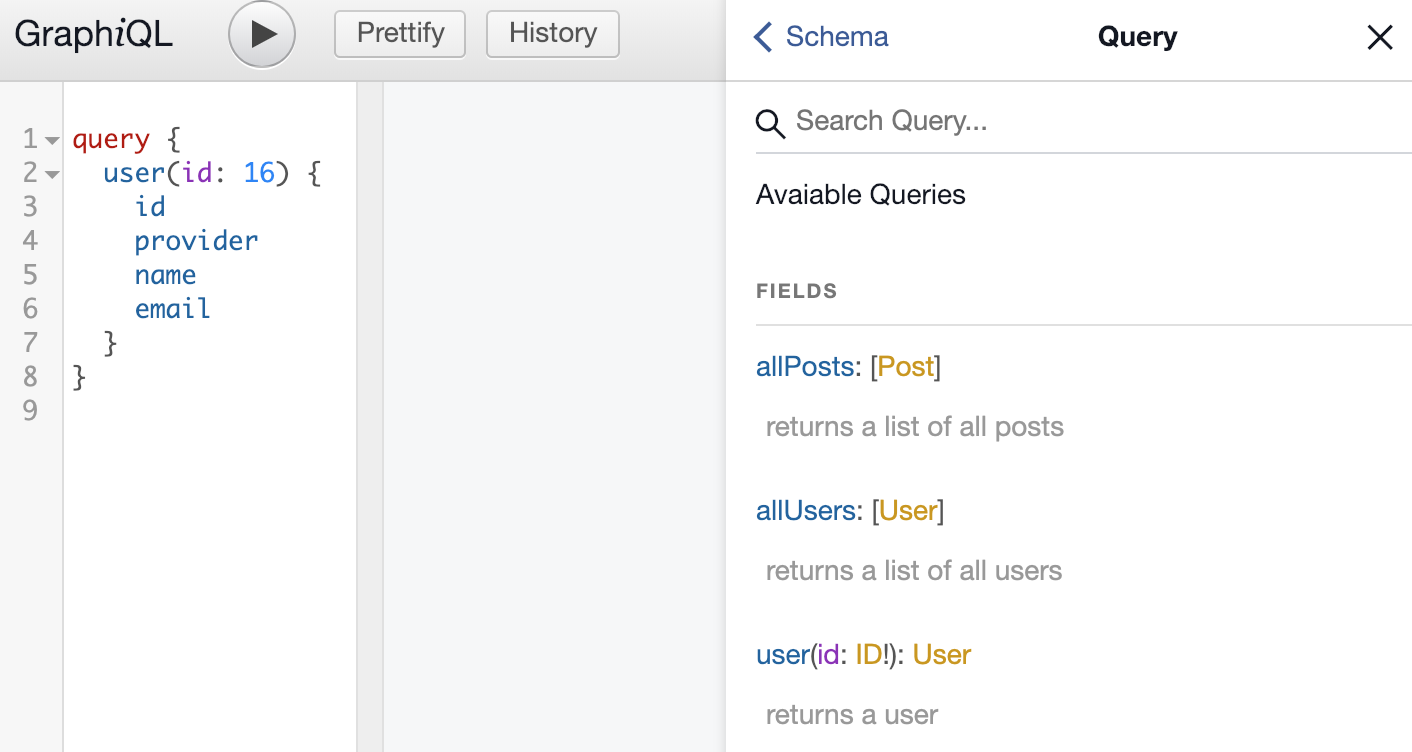 GraphiQL
Prettify
History
1 query {
2 user(id: 16) {
3 id
4 provider
5 name
6 email
7 }
8 }
9
Schema
Query
Search Query...
Avaiable Queries
FIELDS
allPosts: [Post]
returns a list of all posts
allUsers: [User]
returns a list of all users
user(id: ID!): User
returns a user